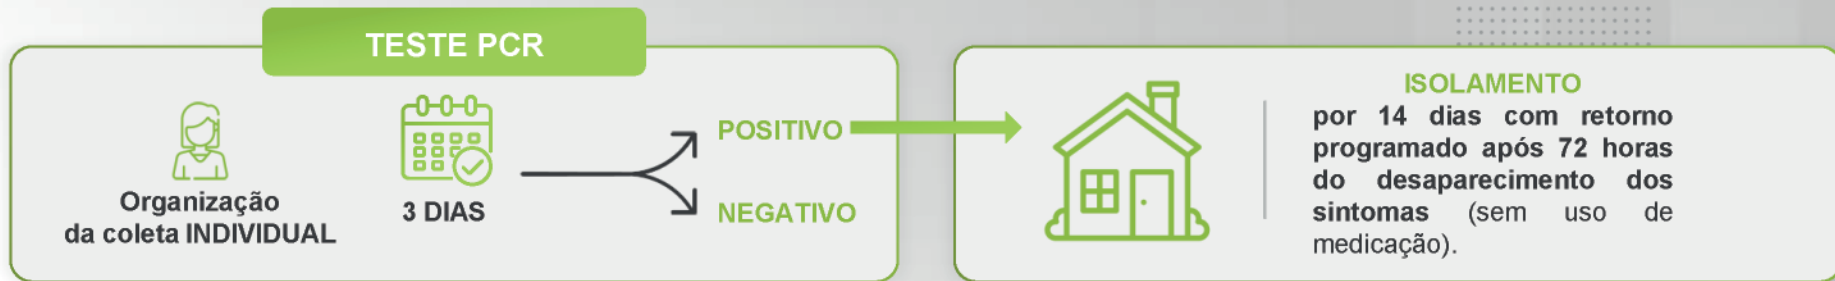 TESTE PCR
Organização
da coleta INDIVIDUAL
3 DIAS
POSITIVO
NEGATIVO
ISOLAMENTO
por 14 dias com retorno
programado após 72 horas
do desaparecimento dos
sintomas (sem uso de
medicação).